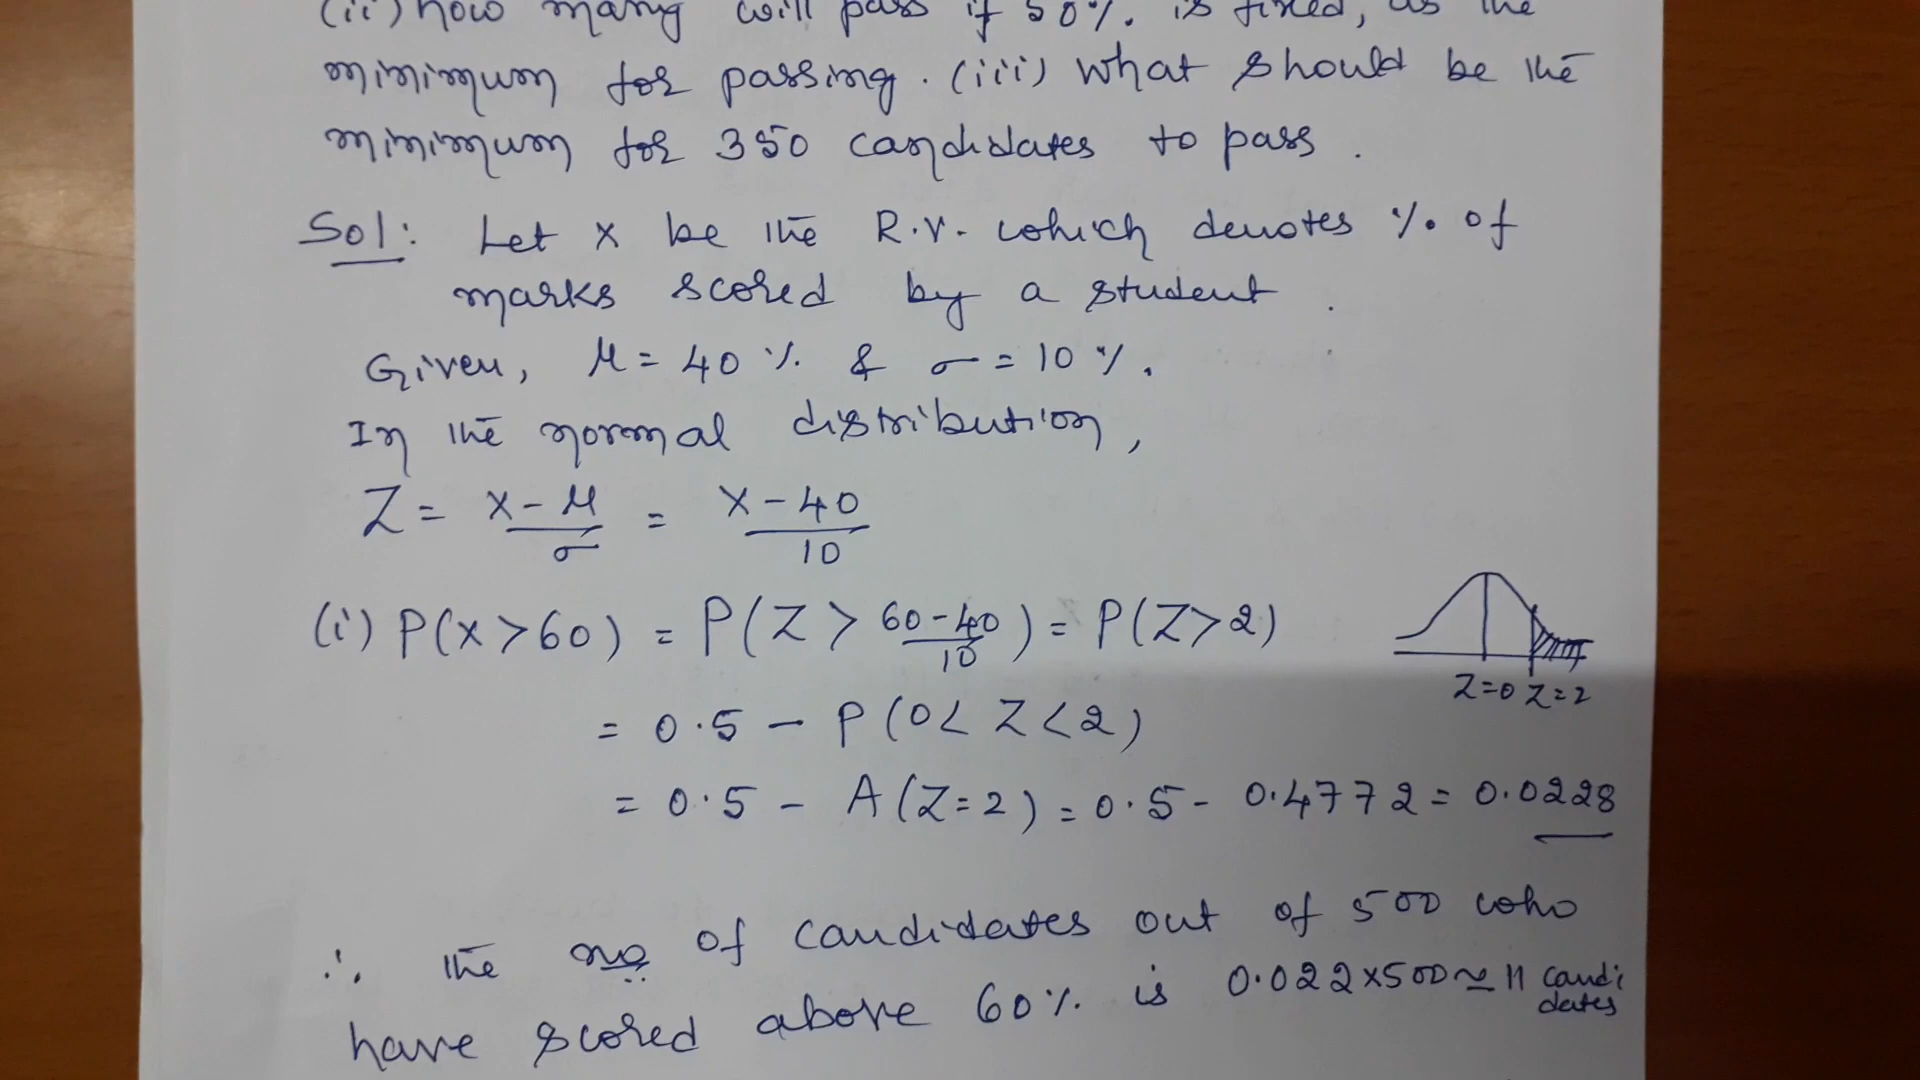 (ii) how many will pass if 50%. is fixed, as the
minimum for passing. (iii) what should be the
minimum for 350 candidates to pass.
Sol: Let x be the R.V. which denotes %. of
marks scored by a student.
Given, μ = 40 %. & σ = 10 %.
In the normal distribution,
Z = x - μ / σ = x - 40 / 10
(i) P(x > 60) = P(Z > 60 - 40 / 10) = P(Z > 2)
Z=0 Z=2
= 0.5 - P(0 < Z < 2)
= 0.5 - A(Z=2) = 0.5 - 0.4772 = 0.0228
∴ the no of candidates out of 500 who
have scored above 60%. is 0.022 x 500 ≃ 11 candi
dates